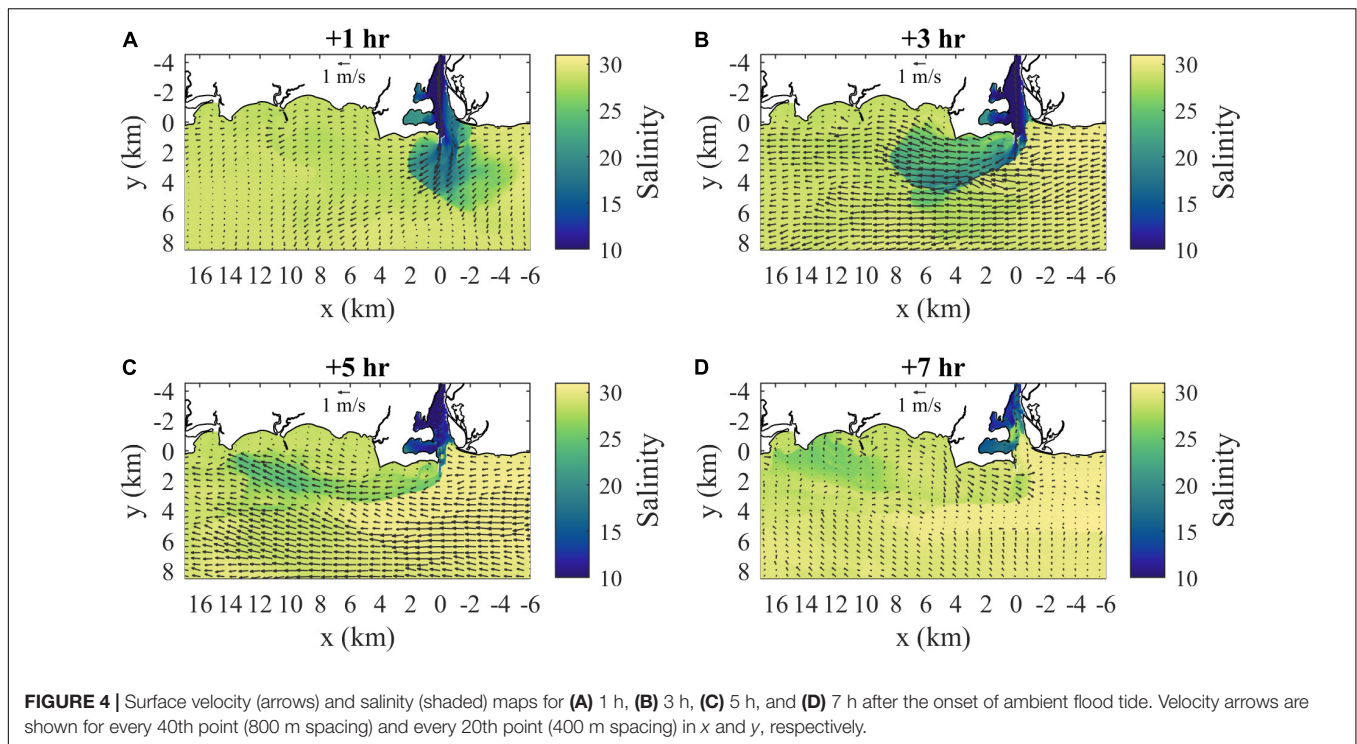 A
+1 hr
1 m/s
-4
-2
0
2
4
6
8
y (km)
16 14 12 10 8 6 4 2 0 -2 -4 -6
x (km)
30
25
20
15
10
Salinity
B
+3 hr
1 m/s
-4
-2
0
2
4
6
8
y (km)
16 14 12 10 8 6 4 2 0 -2 -4 -6
x (km)
30
25
20
15
10
Salinity
C
+5 hr
1 m/s
-4
-2
0
2
4
6
8
y (km)
16 14 12 10 8 6 4 2 0 -2 -4 -6
x (km)
30
25
20
15
10
Salinity
D
+7 hr
1 m/s
-4
-2
0
2
4
6
8
y (km)
16 14 12 10 8 6 4 2 0 -2 -4 -6
x (km)
30
25
20
15
10
Salinity
FIGURE 4 | Surface velocity (arrows) and salinity (shaded) maps for (A) 1 h, (B) 3 h, (C) 5 h, and (D) 7 h after the onset of ambient flood tide. Velocity arrows are
shown for every 40th point (800 m spacing) and every 20th point (400 m spacing) in x and y, respectively.